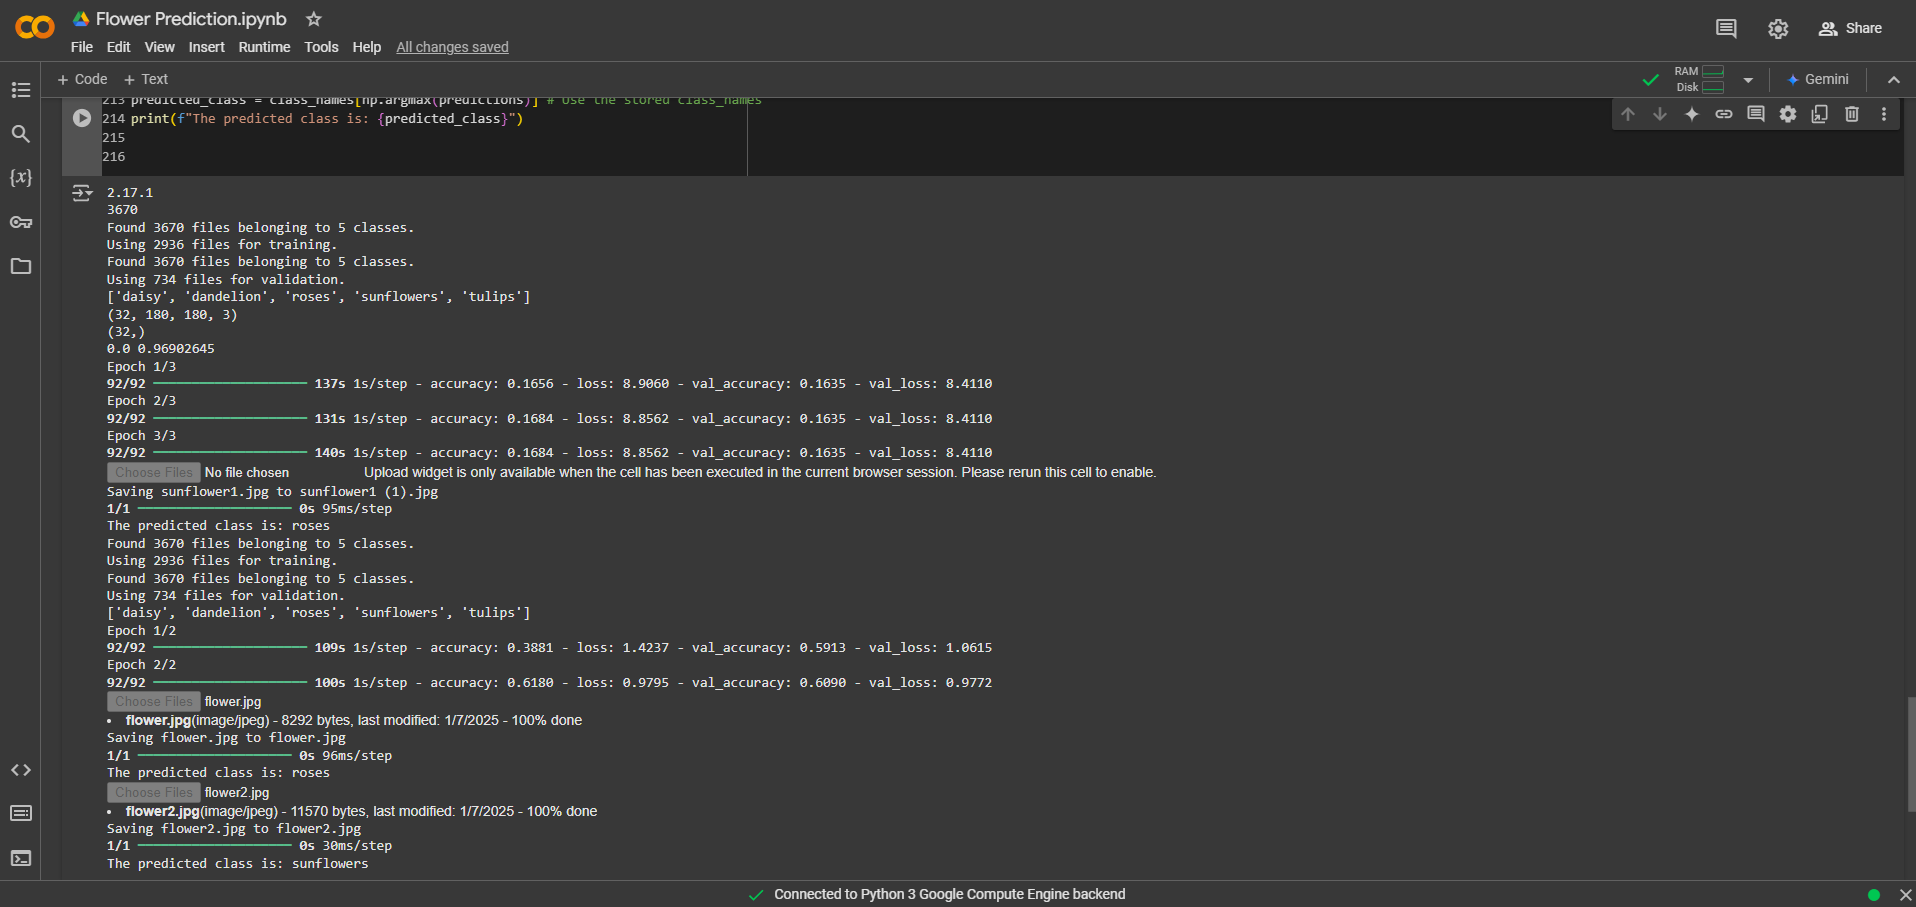 Flower Prediction.ipynb
File Edit View Insert Runtime Tools Help All changes saved
Share
+ Code + Text
RAM
Disk
Gemini
213 predicted_class = class_names[np.argmax(predictions)] # Use the stored class_names
214 print(f"The predicted class is: {predicted_class}")
215
216
{x}
2.17.1
3670
Found 3670 files belonging to 5 classes.
Using 2936 files for training.
Found 3670 files belonging to 5 classes.
Using 734 files for validation.
['daisy', 'dandelion', 'roses', 'sunflowers', 'tulips']
(32, 180, 180, 3)
(32,)
0.0 0.96902645
Epoch 1/3
92/92 137s 1s/step - accuracy: 0.1656 - loss: 8.9060 - val_accuracy: 0.1635 - val_loss: 8.4110
Epoch 2/3
92/92 131s 1s/step - accuracy: 0.1684 - loss: 8.8562 - val_accuracy: 0.1635 - val_loss: 8.4110
Epoch 3/3
92/92 140s 1s/step - accuracy: 0.1684 - loss: 8.8562 - val_accuracy: 0.1635 - val_loss: 8.4110
Choose Files No file chosen Upload widget is only available when the cell has been executed in the current browser session. Please rerun this cell to enable.
Saving sunflower1.jpg to sunflower1 (1).jpg
1/1 0s 95ms/step
The predicted class is: roses
Found 3670 files belonging to 5 classes.
Using 2936 files for training.
Found 3670 files belonging to 5 classes.
Using 734 files for validation.
['daisy', 'dandelion', 'roses', 'sunflowers', 'tulips']
Epoch 1/2
92/92 109s 1s/step - accuracy: 0.3881 - loss: 1.4237 - val_accuracy: 0.5913 - val_loss: 1.0615
Epoch 2/2
92/92 100s 1s/step - accuracy: 0.6180 - loss: 0.9795 - val_accuracy: 0.6090 - val_loss: 0.9772
Choose Files flower.jpg
• flower.jpg(image/jpeg) - 8292 bytes, last modified: 1/7/2025 - 100% done
Saving flower.jpg to flower.jpg
1/1 0s 96ms/step
The predicted class is: roses
Choose Files flower2.jpg
• flower2.jpg(image/jpeg) - 11570 bytes, last modified: 1/7/2025 - 100% done
Saving flower2.jpg to flower2.jpg
1/1 0s 30ms/step
The predicted class is: sunflowers
Connected to Python 3 Google Compute Engine backend